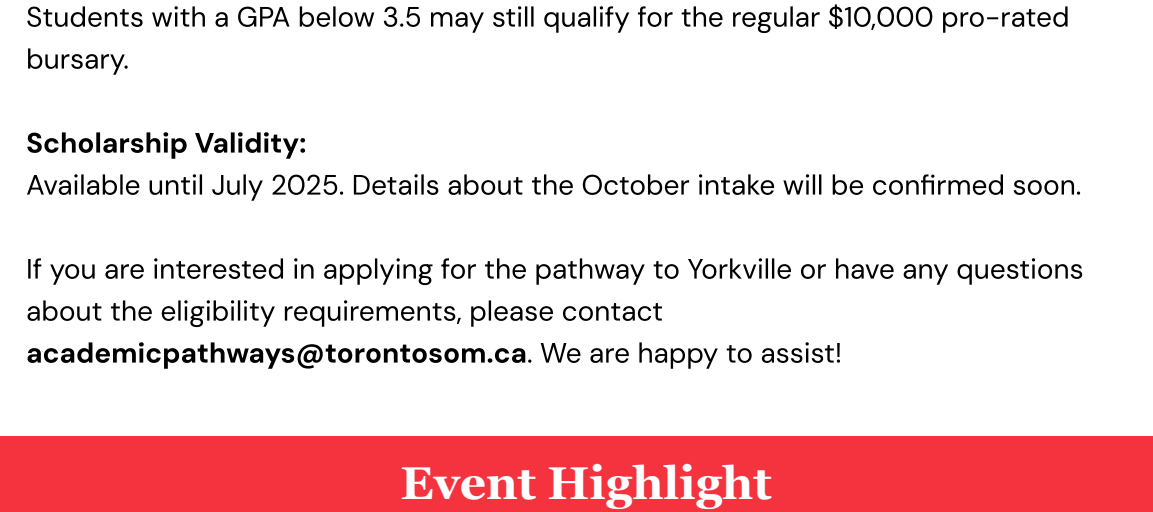 Students with a GPA below 3.5 may still qualify for the regular $10,000 pro-rated
bursary.
Scholarship Validity:
Available until July 2025. Details about the October intake will be confirmed soon.
If you are interested in applying for the pathway to Yorkville or have any questions
about the eligibility requirements, please contact
academicpathways@torontosom.ca. We are happy to assist!
Event Highlight